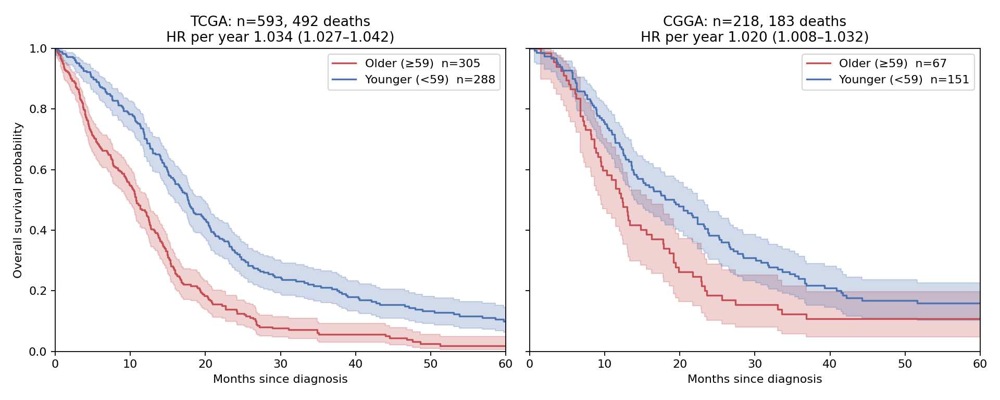 TCGA: n=593, 492 deaths
HR per year 1.034 (1.027–1.042)
Older (≥59)  n=305
Younger (<59)  n=288
Overall survival probability
1.0
0.8
0.6
0.4
0.2
0.0
0 10 20 30 40 50 60
Months since diagnosis
CGGA: n=218, 183 deaths
HR per year 1.020 (1.008–1.032)
Older (≥59)  n=67
Younger (<59)  n=151
0 10 20 30 40 50 60
Months since diagnosis